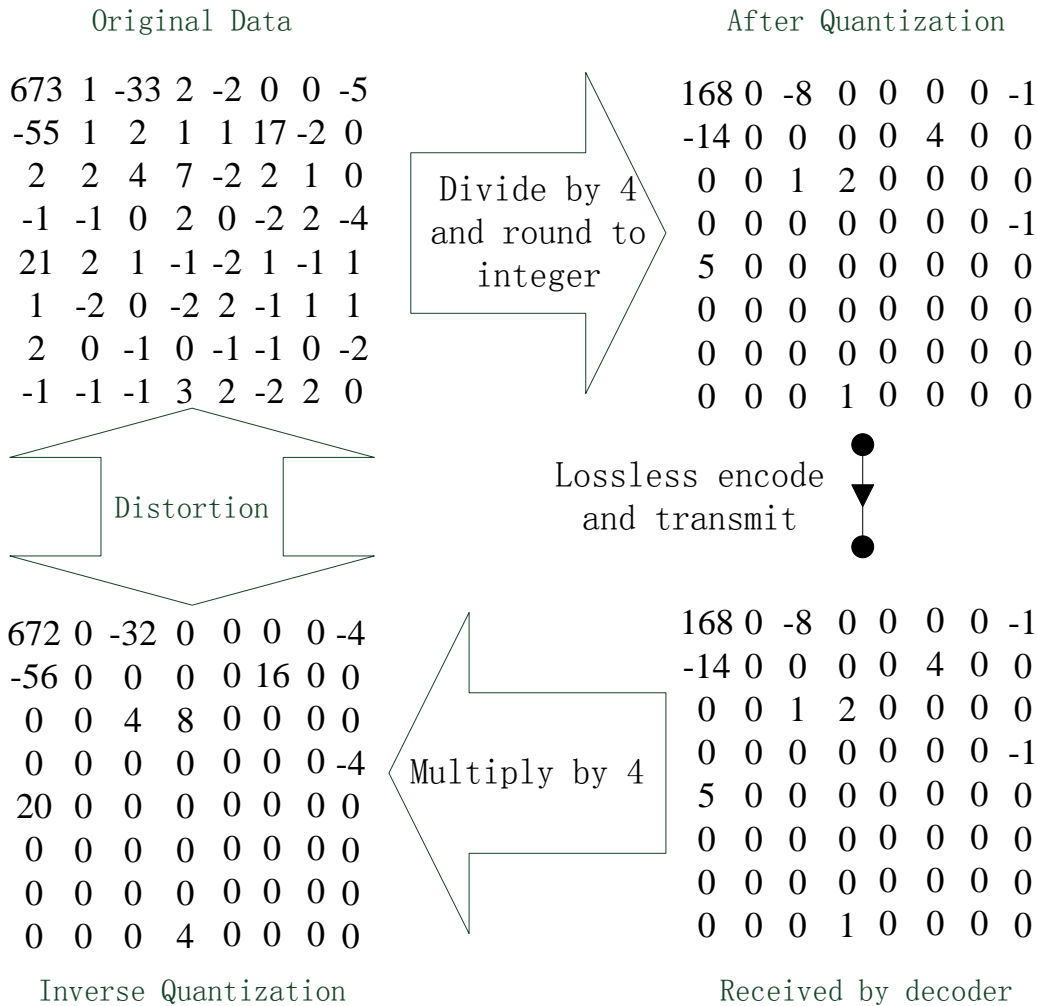 Original Data
673 1 -33 2 -2 0 0 -5
-55 1 2 1 1 17 -2 0
2 2 4 7 -2 2 1 0
-1 -1 0 2 0 -2 2 -4
21 2 1 -1 -2 1 -1 1
1 -2 0 -2 2 -1 1 1
2 0 -1 0 -1 -1 0 -2
-1 -1 -1 3 2 -2 2 0
Divide by 4
and round to
integer
After Quantization
168 0 -8 0 0 0 0 -1
-14 0 0 0 0 4 0 0
0 0 1 2 0 0 0 0
0 0 0 0 0 0 0 -1
5 0 0 0 0 0 0 0
0 0 0 0 0 0 0 0
0 0 0 0 0 0 0 0
0 0 0 1 0 0 0 0
Distortion
Lossless encode
and transmit
672 0 -32 0 0 0 0 -4
-56 0 0 0 0 16 0 0
0 0 4 8 0 0 0 0
0 0 0 0 0 0 0 -4
20 0 0 0 0 0 0 0
0 0 0 0 0 0 0 0
0 0 0 0 0 0 0 0
0 0 0 4 0 0 0 0
Inverse Quantization
Multiply by 4
168 0 -8 0 0 0 0 -1
-14 0 0 0 0 4 0 0
0 0 1 2 0 0 0 0
0 0 0 0 0 0 0 -1
5 0 0 0 0 0 0 0
0 0 0 0 0 0 0 0
0 0 0 0 0 0 0 0
0 0 0 1 0 0 0 0
Received by decoder